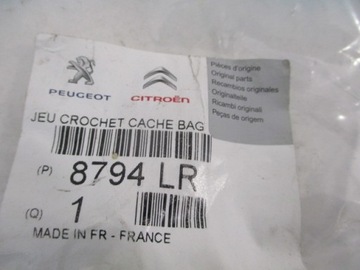 PEUGEOT
CITROËN
Pièces d'origine
Original parts
Recambios originales
Originalteile
Ricambi originali
Peças de origem
JEU CROCHET CACHE BAG
(P) 8794 LR
(Q) 1
MADE IN FR - FRANCE